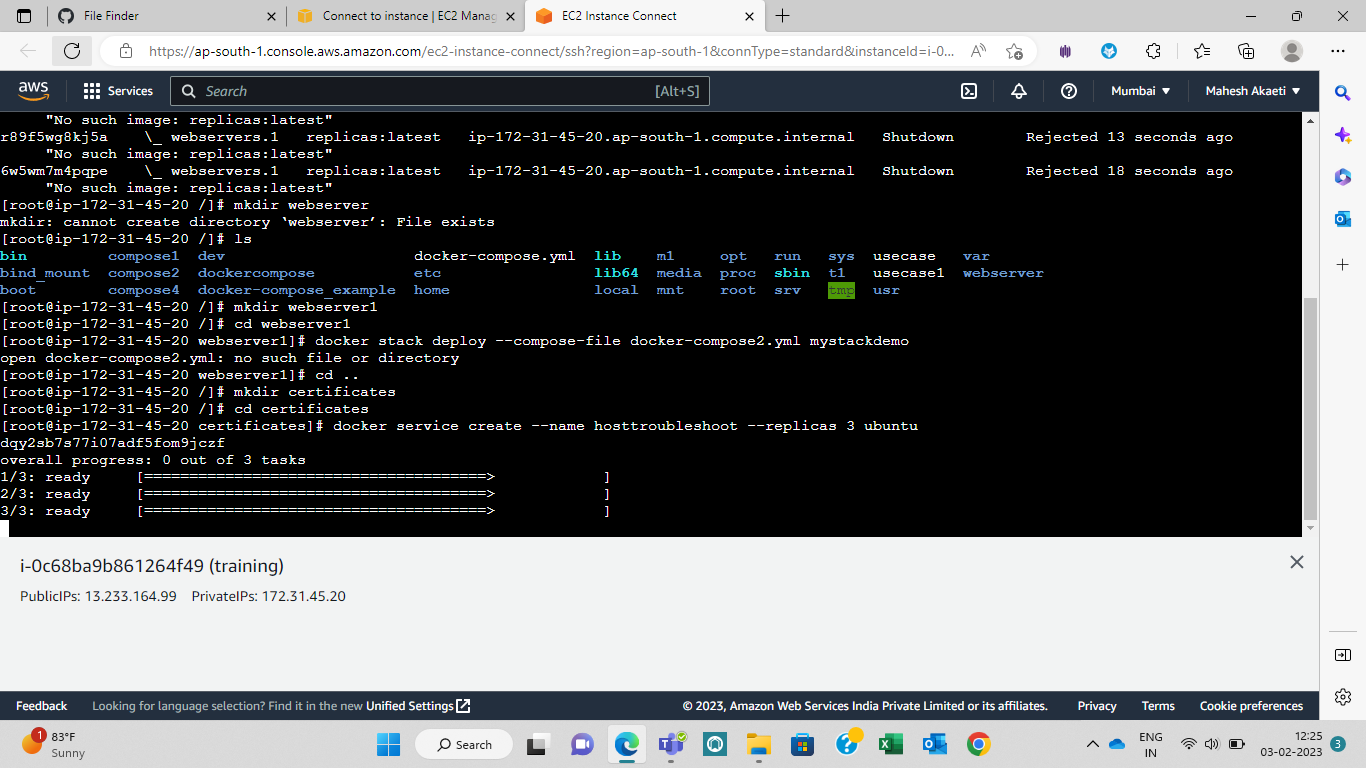 File Finder
Connect to instance | EC2 Manag
EC2 Instance Connect
https://ap-south-1.console.aws.amazon.com/ec2-instance-connect/ssh?region=ap-south-1&connType=standard&instanceId=i-0...
aws
Services
Search
[Alt+S]
Mumbai
Mahesh Akaeti
"No such image: replicas:latest"
r89f5wg8kj5a \_ webservers.1 replicas:latest ip-172-31-45-20.ap-south-1.compute.internal Shutdown Rejected 13 seconds ago
"No such image: replicas:latest"
6w5wm7m4pqpe \_ webservers.1 replicas:latest ip-172-31-45-20.ap-south-1.compute.internal Shutdown Rejected 18 seconds ago
"No such image: replicas:latest"
[root@ip-172-31-45-20 /]# mkdir webserver
mkdir: cannot create directory ‘webserver’: File exists
[root@ip-172-31-45-20 /]# ls
bin compose1 dev docker-compose.yml lib m1 opt run sys usecase var
bind_mount compose2 dockercompose etc lib64 media proc sbin t1 usecase1 webserver
boot compose4 docker-compose_example home local mnt root srv tmp usr
[root@ip-172-31-45-20 /]# mkdir webserver1
[root@ip-172-31-45-20 /]# cd webserver1
[root@ip-172-31-45-20 webserver1]# docker stack deploy --compose-file docker-compose2.yml mystackdemo
open docker-compose2.yml: no such file or directory
[root@ip-172-31-45-20 webserver1]# cd ..
[root@ip-172-31-45-20 /]# mkdir certificates
[root@ip-172-31-45-20 /]# cd certificates
[root@ip-172-31-45-20 certificates]# docker service create --name hosttroubleshoot --replicas 3 ubuntu
dqy2sb7s77i07adf5fom9jczf
overall progress: 0 out of 3 tasks
1/3: ready [======================================> ]
2/3: ready [======================================> ]
3/3: ready [======================================> ]
i-0c68ba9b861264f49 (training)
PublicIPs: 13.233.164.99 PrivateIPs: 172.31.45.20
Feedback Looking for language selection? Find it in the new Unified Settings © 2023, Amazon Web Services India Private Limited or its affiliates. Privacy Terms Cookie preferences
1
83°F
Sunny
Search
ENG
IN
12:25
03-02-2023
3